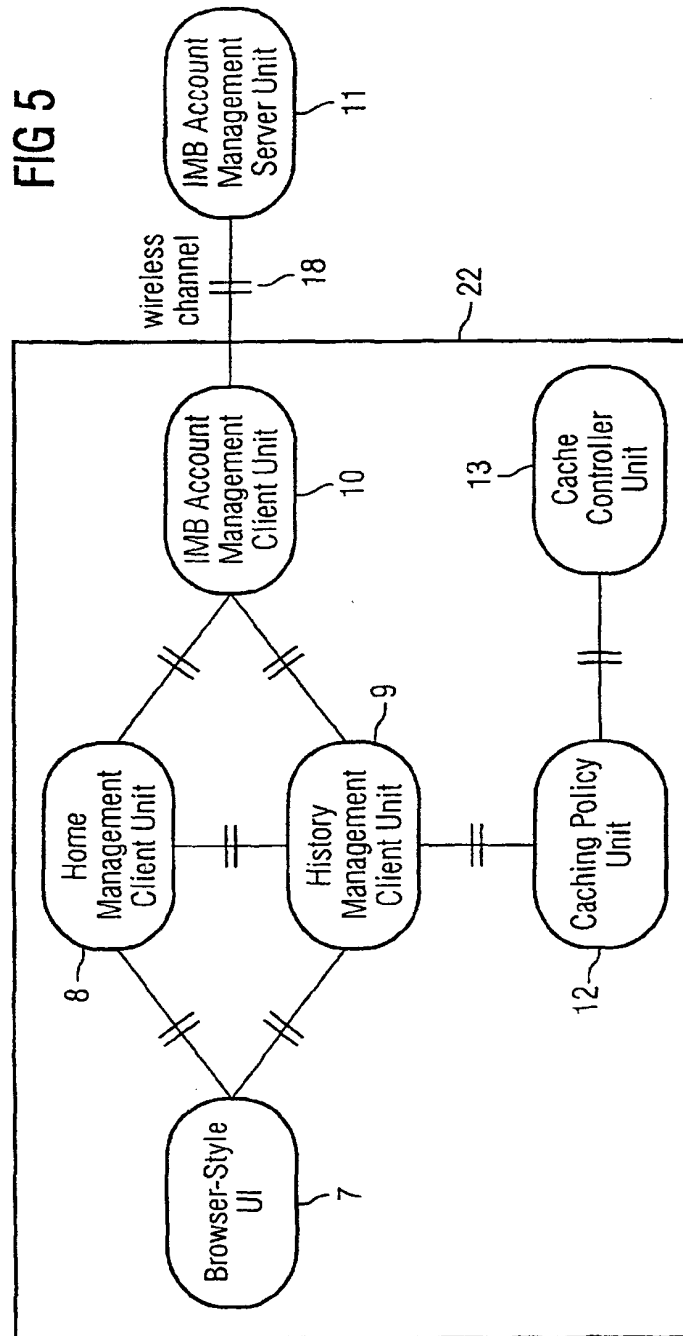 FIG 5
Browser-Style
UI
7
Home
Management
Client Unit
8
History
Management
Client Unit
9
IMB Account
Management
Client Unit
10
wireless
channel
18
IMB Account
Management
Server Unit
11
Caching Policy
Unit
12
Cache
Controller
Unit
13
22